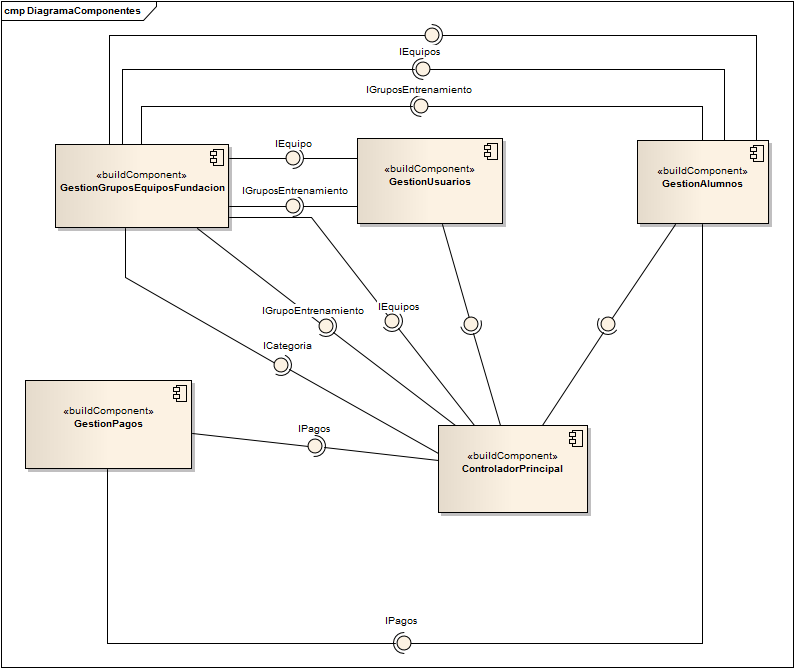 cmp DiagramaComponentes
IEquipos
IGruposEntrenamiento
IEquipo
IGruposEntrenamiento
«buildComponent»
GestionGruposEquiposFundacion
«buildComponent»
GestionUsuarios
«buildComponent»
GestionAlumnos
IGrupoEntrenamiento
IEquipos
ICategoria
«buildComponent»
GestionPagos
IPagos
«buildComponent»
ControladorPrincipal
IPagos